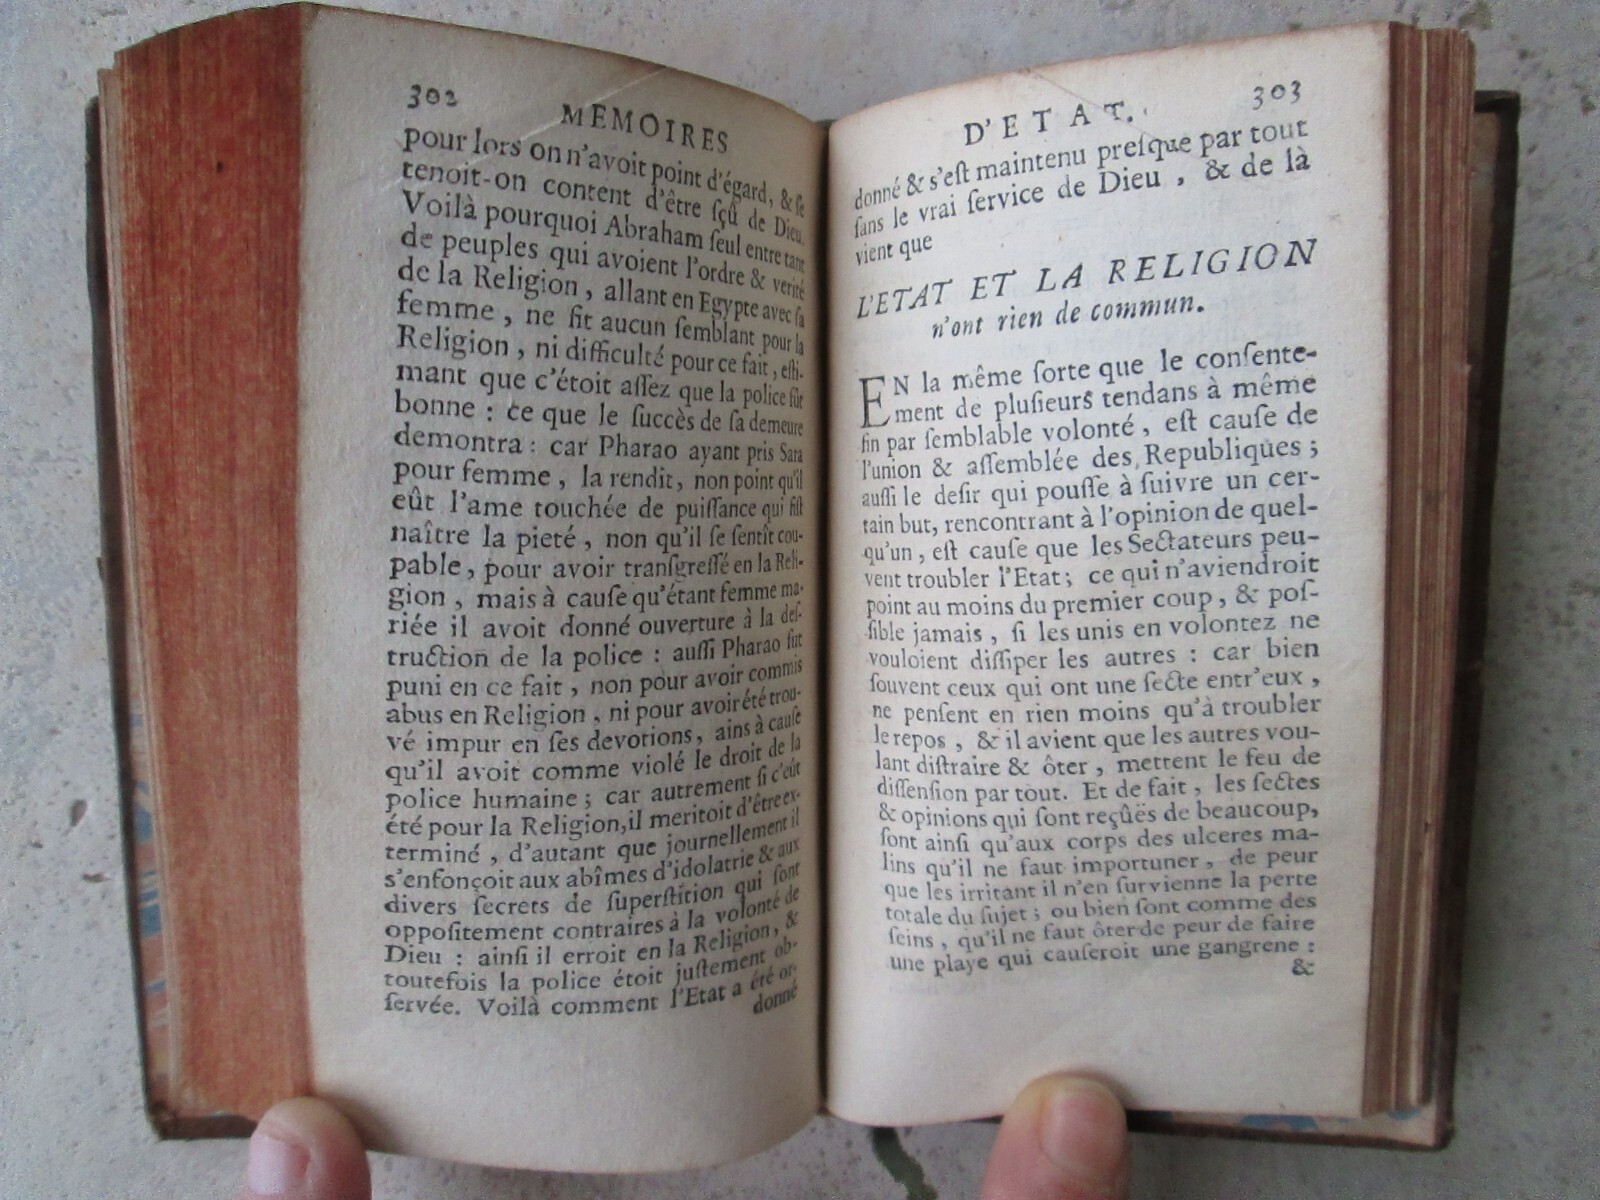 302
MEMOIRES
pour lors on n'avoit point d'égard, & ſe
tenoit-on content d'être ſçû de Dieu.
Voilà pourquoi Abraham ſeul entre tant
de peuples qui avoient l'ordre & verité
de la Religion, allant en Egypte avec ſa
femme, ne fit aucun ſemblant pour la
Religion, ni difficulté pour ce fait, eſti-
mant que c'étoit aſſez que la police fût
bonne : ce que le ſuccès de ſa demeure
demontra : car Pharao ayant pris Sara
pour femme, la rendit, non point qu'il
eût l'ame touchée de puiſſance qui fiſt
naître la pieté, non qu'il ſe ſentît cou-
pable, pour avoir tranſgreſſé en la Reli-
gion, mais à cauſe qu'étant femme ma-
riée il avoit donné ouverture à la deſ-
truction de la police : auſſi Pharao fut
puni en ce fait, non pour avoir commis
abus en Religion, ni pour avoir été trou-
vé impur en ſes devotions, ains à cauſe
qu'il avoit comme violé le droit de la
police humaine ; car autrement ſi c'eût
été pour la Religion, il meritoit d'être ex-
terminé, d'autant que journellement il
s'enfonçoit aux abîmes d'idolatrie & aux
divers ſecrets de ſuperſtition qui ſont
oppoſitement contraires à la volonté de
Dieu : ainſi il erroit en la Religion, &
toutefois la police étoit juſtement ob-
ſervée. Voilà comment l'Etat a été or-
donné
D'ETAT.
303
donné & s'eſt maintenu preſque par tout
ſans le vrai ſervice de Dieu, & de là
vient que
L'ETAT ET LA RELIGION
n'ont rien de commun.
EN la même ſorte que le conſente-
ment de pluſieurs tendans à même
fin par ſemblable volonté, eſt cauſe de
l'union & aſſemblée des Republiques ;
auſſi le deſir qui pouſſe à ſuivre un cer-
tain but, rencontrant à l'opinion de quel-
qu'un, eſt cauſe que les Sectateurs peu-
vent troubler l'Etat ; ce qui n'aviendroit
point au moins du premier coup, & poſ-
ſible jamais, ſi les unis en volontez ne
vouloient diſſiper les autres : car bien
ſouvent ceux qui ont une ſecte entr'eux,
ne penſent en rien moins qu'à troubler
le repos, & il avient que les autres vou-
lant diſtraire & ôter, mettent le feu de
diſſenſion par tout. Et de fait, les ſectes
& opinions qui ſont reçûës de beaucoup,
ſont ainſi qu'aux corps des ulceres ma-
lins qu'il ne faut importuner, de peur
que les irritant il n'en ſurvienne la perte
totale du ſujet ; ou bien ſont comme des
ſeins, qu'il ne faut ôter de peur de faire
une playe qui cauſeroit une gangrene :
&